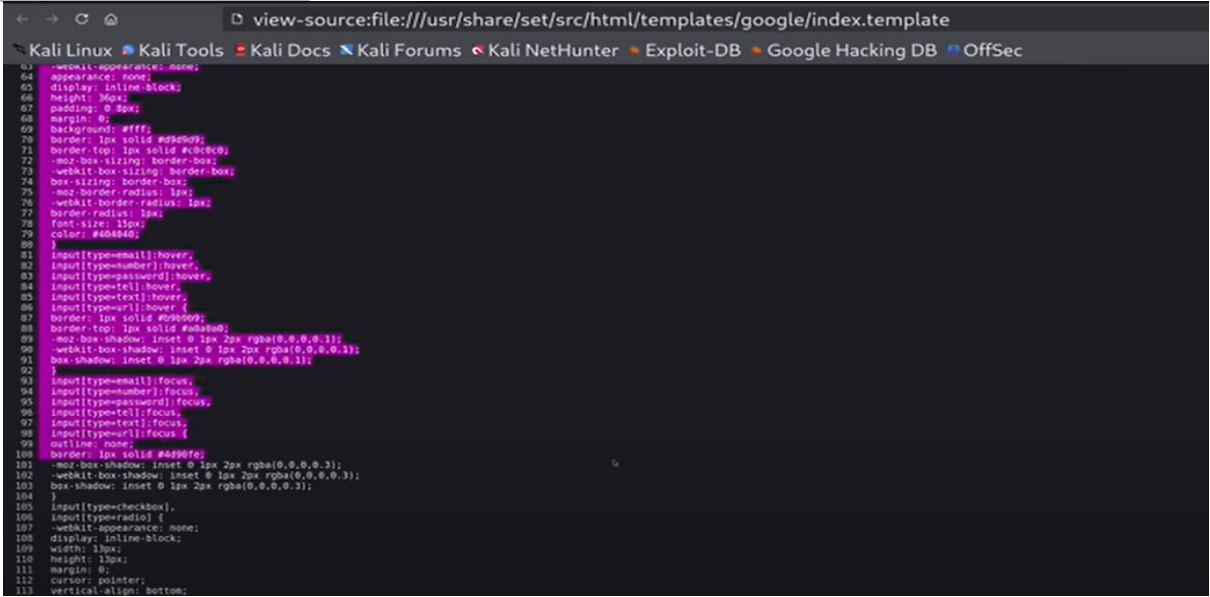 view-source:file:///usr/share/set/src/html/templates/google/index.template
Kali Linux Kali Tools Kali Docs Kali Forums Kali NetHunter Exploit-DB Google Hacking DB OffSec
63 -webkit-appearance: none;
64 appearance: none;
65 display: inline-block;
66 height: 36px;
67 padding: 0 8px;
68 margin: 0;
69 background: #fff;
70 border: 1px solid #d9d9d9;
71 border-top: 1px solid #c0c0c0;
72 -moz-box-sizing: border-box;
73 -webkit-box-sizing: border-box;
74 box-sizing: border-box;
75 -moz-border-radius: 1px;
76 -webkit-border-radius: 1px;
77 border-radius: 1px;
78 font-size: 15px;
79 color: #404040;
80 }
81 input[type=email]:hover,
82 input[type=number]:hover,
83 input[type=password]:hover,
84 input[type=tel]:hover,
85 input[type=text]:hover,
86 input[type=url]:hover {
87 border: 1px solid #b9b9b9;
88 border-top: 1px solid #a0a0a0;
89 -moz-box-shadow: inset 0 1px 2px rgba(0,0,0,0.1);
90 -webkit-box-shadow: inset 0 1px 2px rgba(0,0,0,0.1);
91 box-shadow: inset 0 1px 2px rgba(0,0,0,0.1);
92 }
93 input[type=email]:focus,
94 input[type=number]:focus,
95 input[type=password]:focus,
96 input[type=tel]:focus,
97 input[type=text]:focus,
98 input[type=url]:focus {
99 outline: none;
100 border: 1px solid #4d90fe;
101 -moz-box-shadow: inset 0 1px 2px rgba(0,0,0,0.3);
102 -webkit-box-shadow: inset 0 1px 2px rgba(0,0,0,0.3);
103 box-shadow: inset 0 1px 2px rgba(0,0,0,0.3);
104 }
105 input[type=checkbox],
106 input[type=radio] {
107 -webkit-appearance: none;
108 display: inline-block;
109 width: 13px;
110 height: 13px;
111 margin: 0;
112 cursor: pointer;
113 vertical-align: bottom;